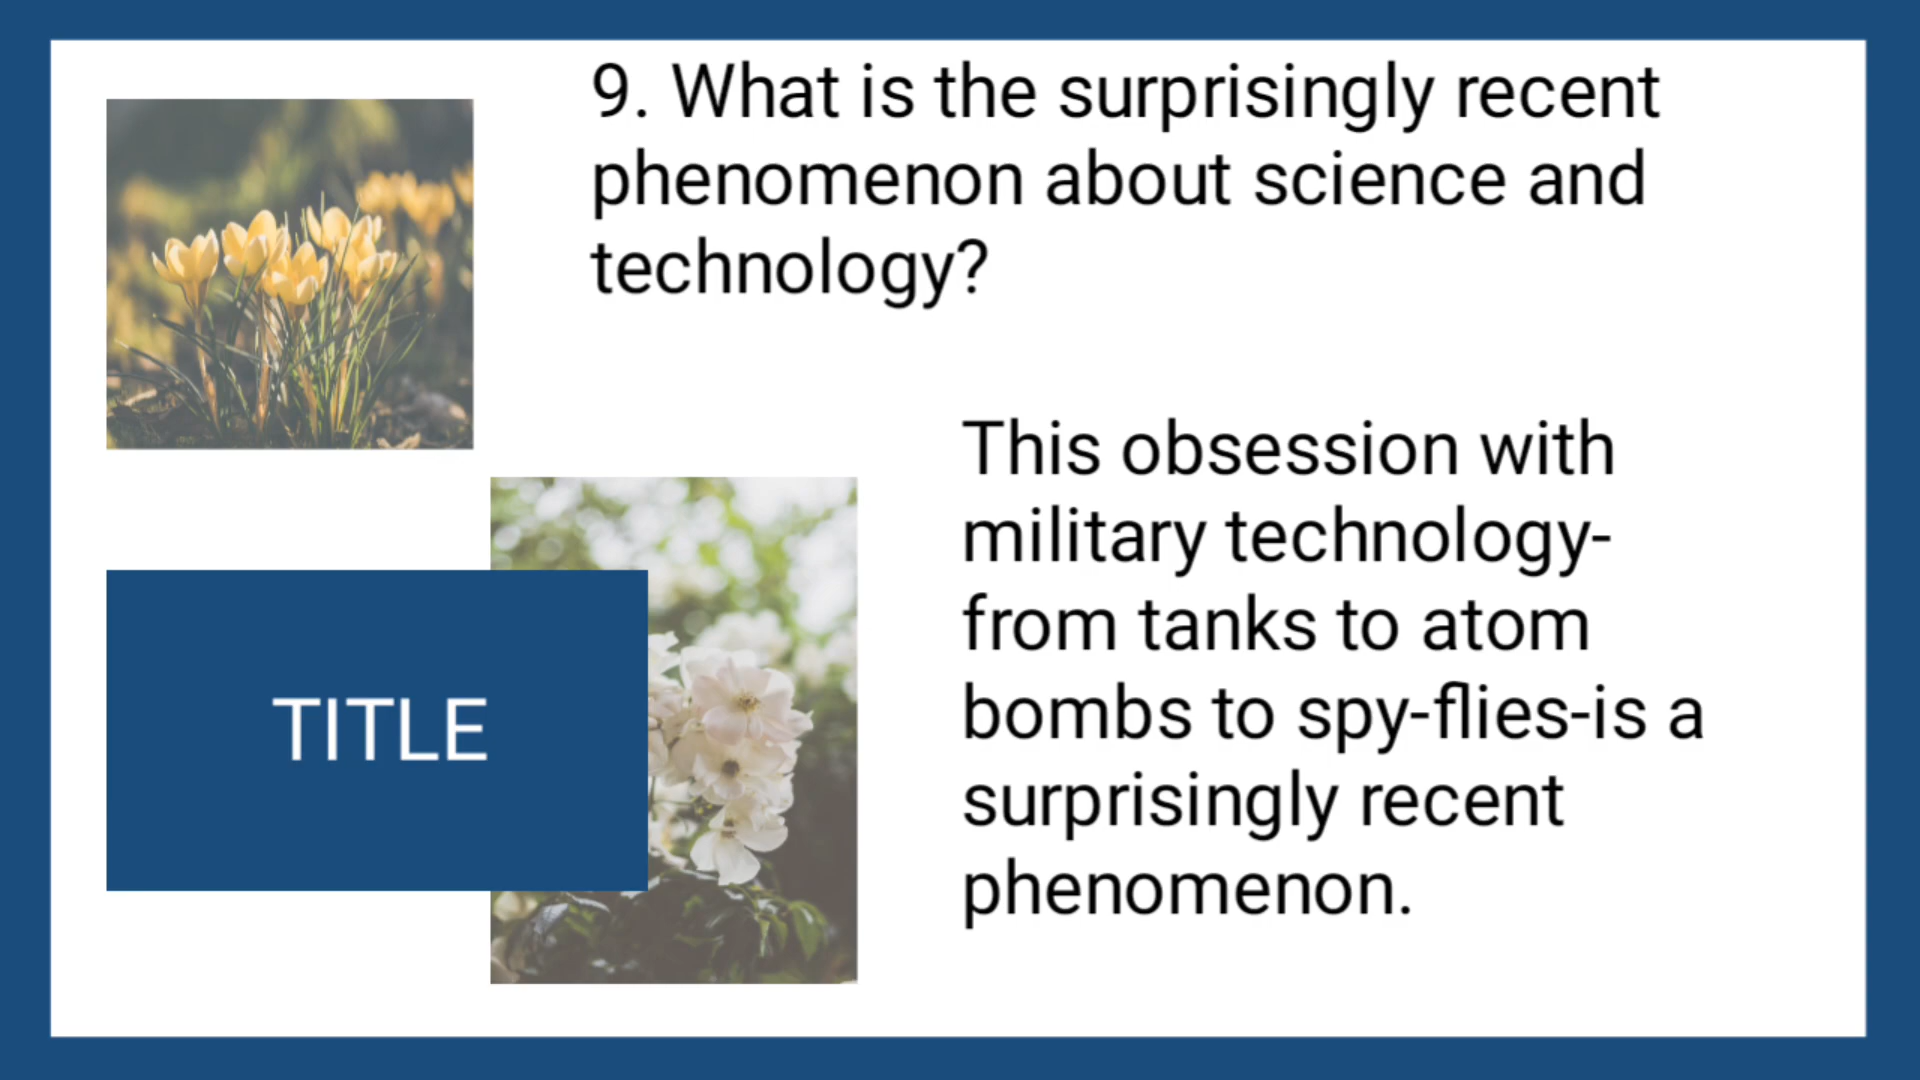 9. What is the surprisingly recent
phenomenon about science and
technology?
This obsession with
military technology-
from tanks to atom
bombs to spy-flies-is a
surprisingly recent
phenomenon.
TITLE